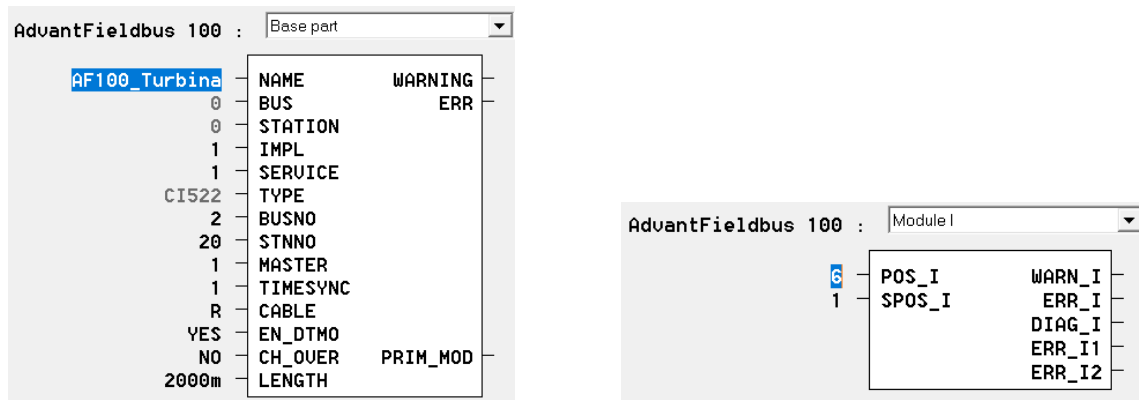 AdvantFieldbus 100 : Base part
AF100_Turbina NAME WARNING
0 BUS ERR
0 STATION
1 IMPL
1 SERVICE
CI522 TYPE
2 BUSNO
20 STNNO
1 MASTER
1 TIMESYNC
R CABLE
YES EN_DTMO
NO CH_OVER PRIM_MOD
2000m LENGTH
AdvantFieldbus 100 : Module I
6 POS_I WARN_I
1 SPOS_I ERR_I
DIAG_I
ERR_I1
ERR_I2